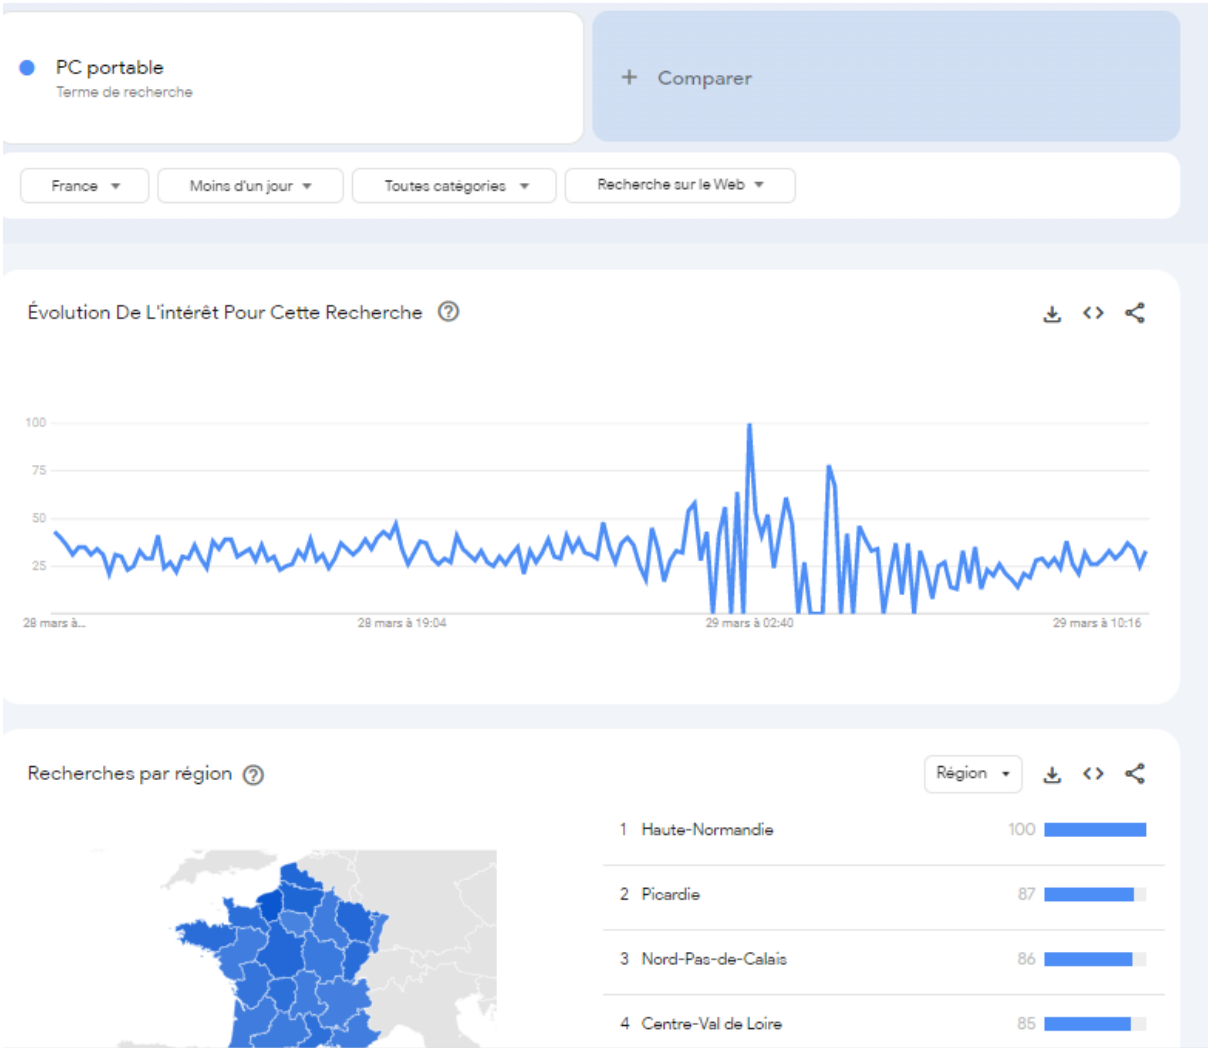 PC portable
Terme de recherche
+ Comparer
France
Moins d'un jour
Toutes catégories
Recherche sur le Web
Évolution De L'intérêt Pour Cette Recherche
100
75
50
25
28 mars à...
28 mars à 19:04
29 mars à 02:40
29 mars à 10:16
Recherches par région
Région
1 Haute-Normandie 100
2 Picardie 87
3 Nord-Pas-de-Calais 86
4 Centre-Val de Loire 85